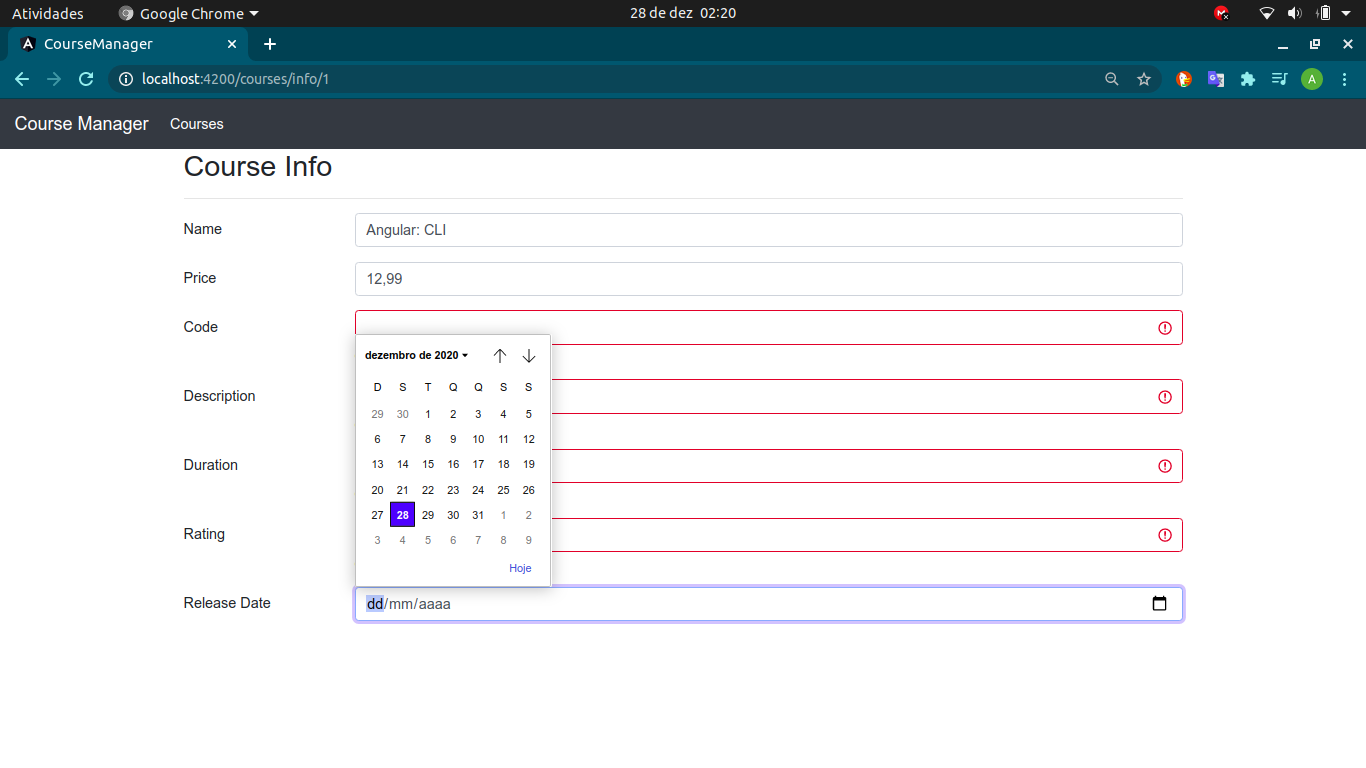 Atividades Google Chrome 28 de dez 02:20
CourseManager
localhost:4200/courses/info/1 A
Course Manager Courses
Course Info
Name Angular: CLI
Price 12,99
Code
dezembro de 2020
D S T Q Q S S
Description
29 30 1 2 3 4 5
6 7 8 9 10 11 12
Duration
13 14 15 16 17 18 19
20 21 22 23 24 25 26
27 28 29 30 31 1 2
Rating
3 4 5 6 7 8 9
Hoje
Release Date dd/mm/aaaa